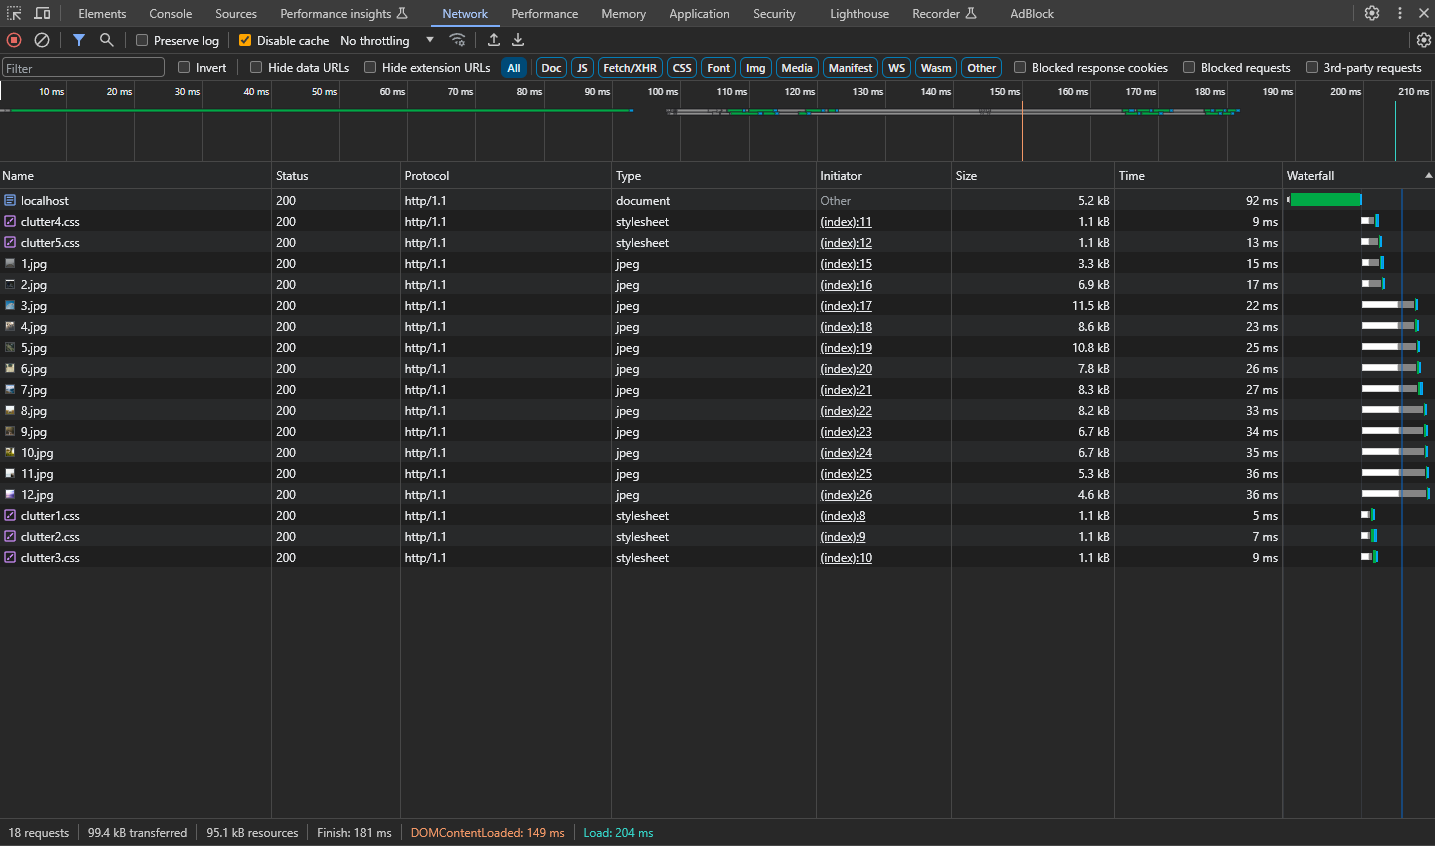 Elements Console Sources Performance insights Network Performance Memory Application Security Lighthouse Recorder AdBlock
Preserve log Disable cache No throttling
Filter Invert Hide data URLs Hide extension URLs All Doc JS Fetch/XHR CSS Font Img Media Manifest WS Wasm Other Blocked response cookies Blocked requests 3rd-party requests
10 ms 20 ms 30 ms 40 ms 50 ms 60 ms 70 ms 80 ms 90 ms 100 ms 110 ms 120 ms 130 ms 140 ms 150 ms 160 ms 170 ms 180 ms 190 ms 200 ms 210 ms
Name Status Protocol Type Initiator Size Time Waterfall
localhost 200 http/1.1 document Other 5.2 kB 92 ms
clutter4.css 200 http/1.1 stylesheet (index):11 1.1 kB 9 ms
clutter5.css 200 http/1.1 stylesheet (index):12 1.1 kB 13 ms
1.jpg 200 http/1.1 jpeg (index):15 3.3 kB 15 ms
2.jpg 200 http/1.1 jpeg (index):16 6.9 kB 17 ms
3.jpg 200 http/1.1 jpeg (index):17 11.5 kB 22 ms
4.jpg 200 http/1.1 jpeg (index):18 8.6 kB 23 ms
5.jpg 200 http/1.1 jpeg (index):19 10.8 kB 25 ms
6.jpg 200 http/1.1 jpeg (index):20 7.8 kB 26 ms
7.jpg 200 http/1.1 jpeg (index):21 8.3 kB 27 ms
8.jpg 200 http/1.1 jpeg (index):22 8.2 kB 33 ms
9.jpg 200 http/1.1 jpeg (index):23 6.7 kB 34 ms
10.jpg 200 http/1.1 jpeg (index):24 6.7 kB 35 ms
11.jpg 200 http/1.1 jpeg (index):25 5.3 kB 36 ms
12.jpg 200 http/1.1 jpeg (index):26 4.6 kB 36 ms
clutter1.css 200 http/1.1 stylesheet (index):8 1.1 kB 5 ms
clutter2.css 200 http/1.1 stylesheet (index):9 1.1 kB 7 ms
clutter3.css 200 http/1.1 stylesheet (index):10 1.1 kB 9 ms
18 requests 99.4 kB transferred 95.1 kB resources Finish: 181 ms DOMContentLoaded: 149 ms Load: 204 ms